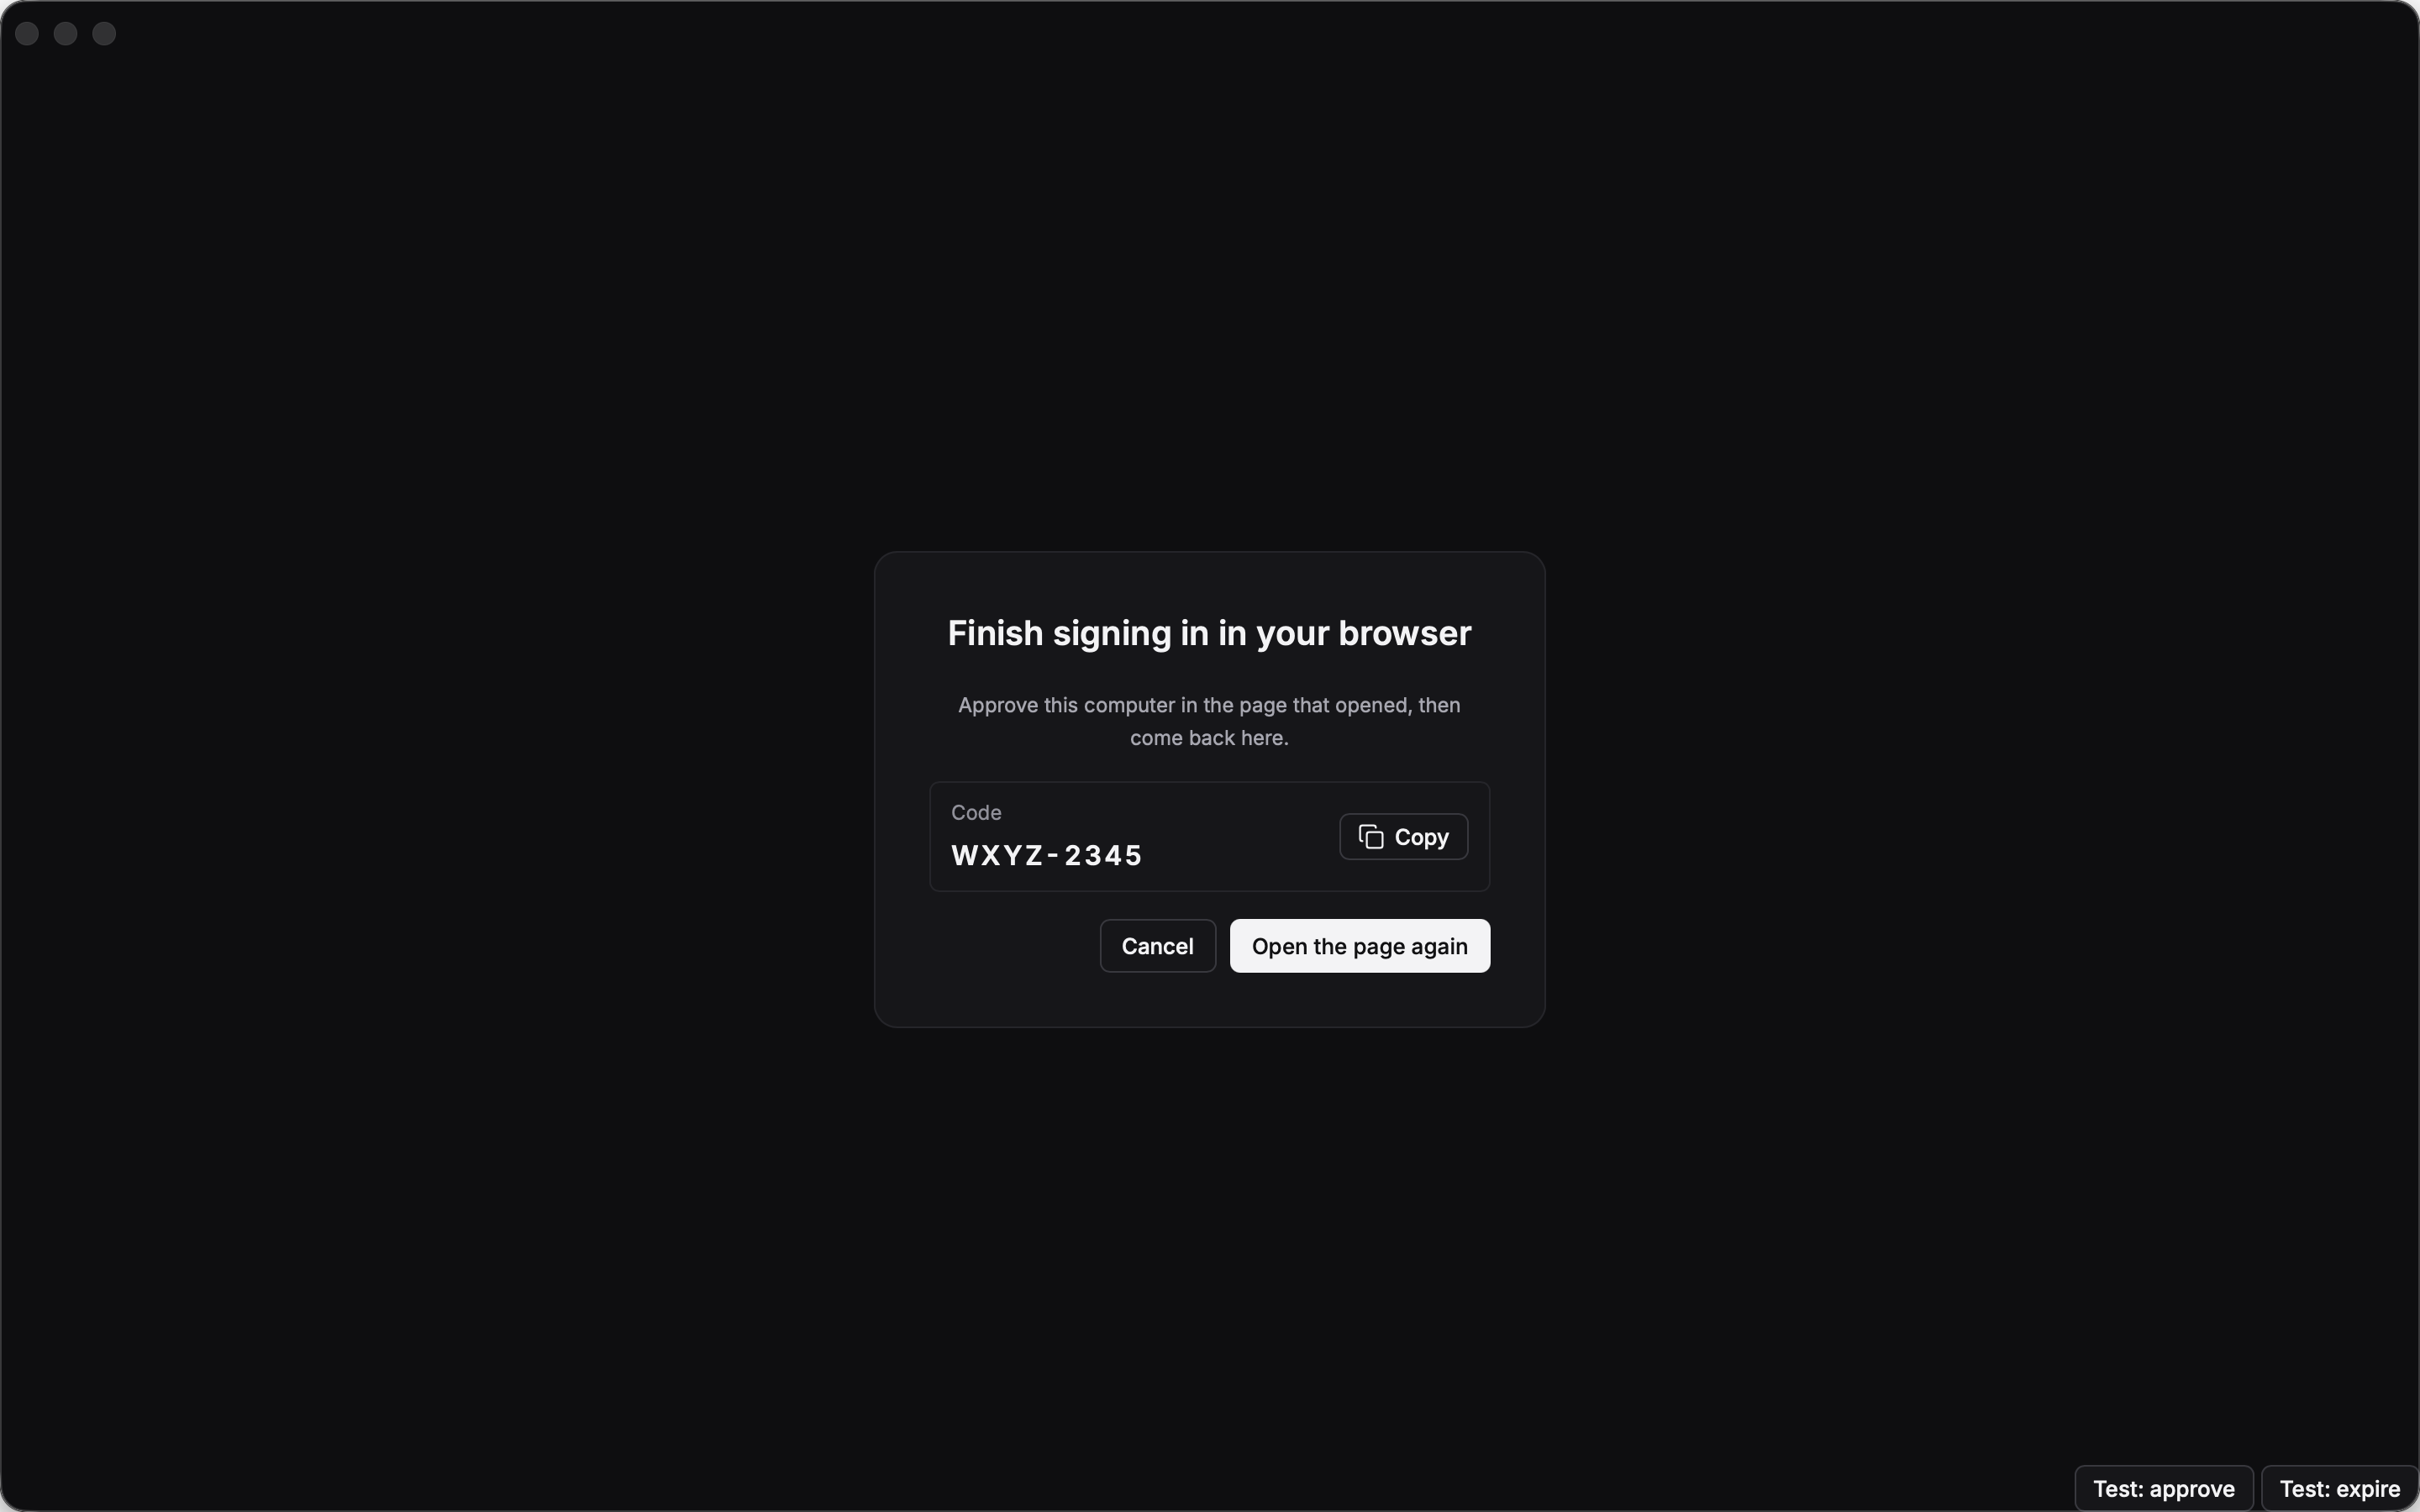 Finish signing in in your browser
Approve this computer in the page that opened, then
come back here.
Code
WXYZ-2345
Copy
Cancel
Open the page again
Test: approve
Test: expire